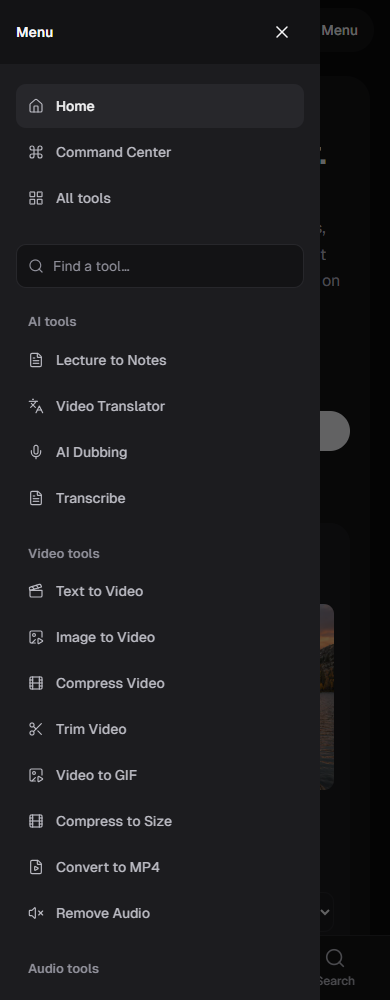 Menu
Menu
Home
Command Center
All tools
Find a tool...
AI tools
Lecture to Notes
Video Translator
AI Dubbing
Transcribe
Video tools
Text to Video
Image to Video
Compress Video
Trim Video
Video to GIF
Compress to Size
Convert to MP4
Remove Audio
Audio tools
on
Search